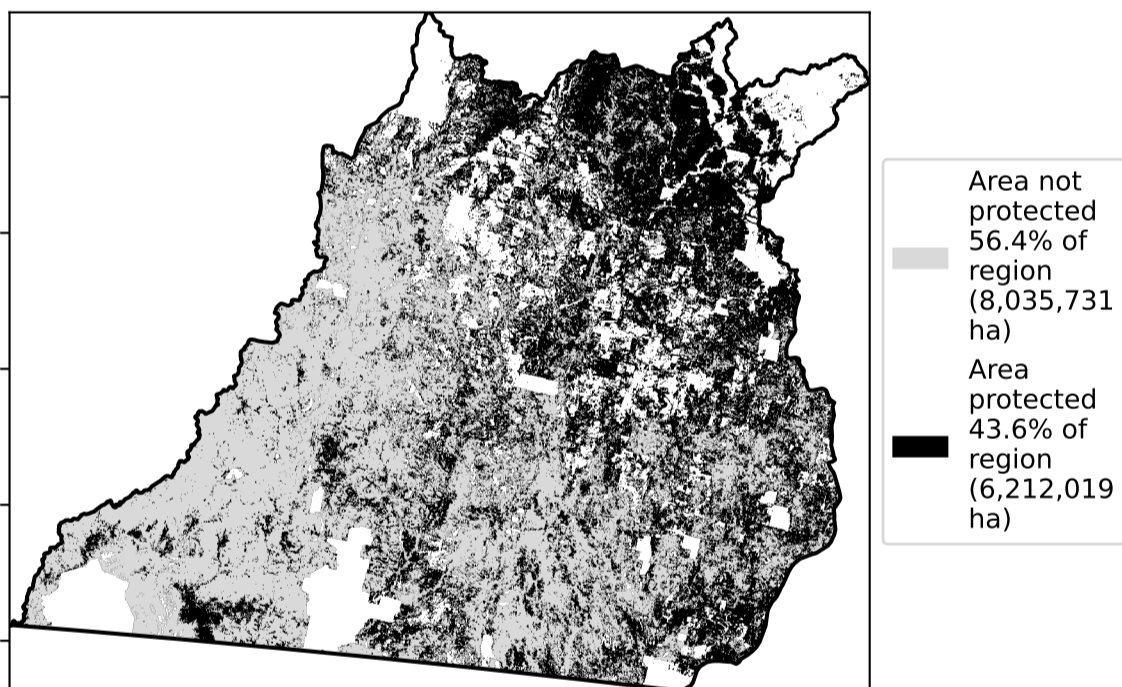 Area not
protected
56.4% of
region
(8,035,731
ha)
Area
protected
43.6% of
region
(6,212,019
ha)